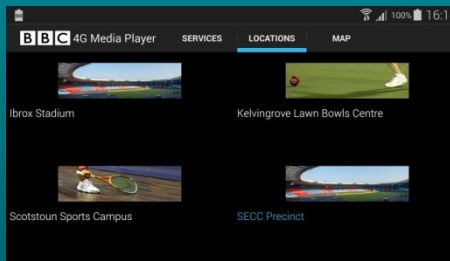 100% 16:1
BBC 4G Media Player SERVICES LOCATIONS MAP
Ibrox Stadium Kelvingrove Lawn Bowls Centre
Scotstoun Sports Campus SECC Precinct